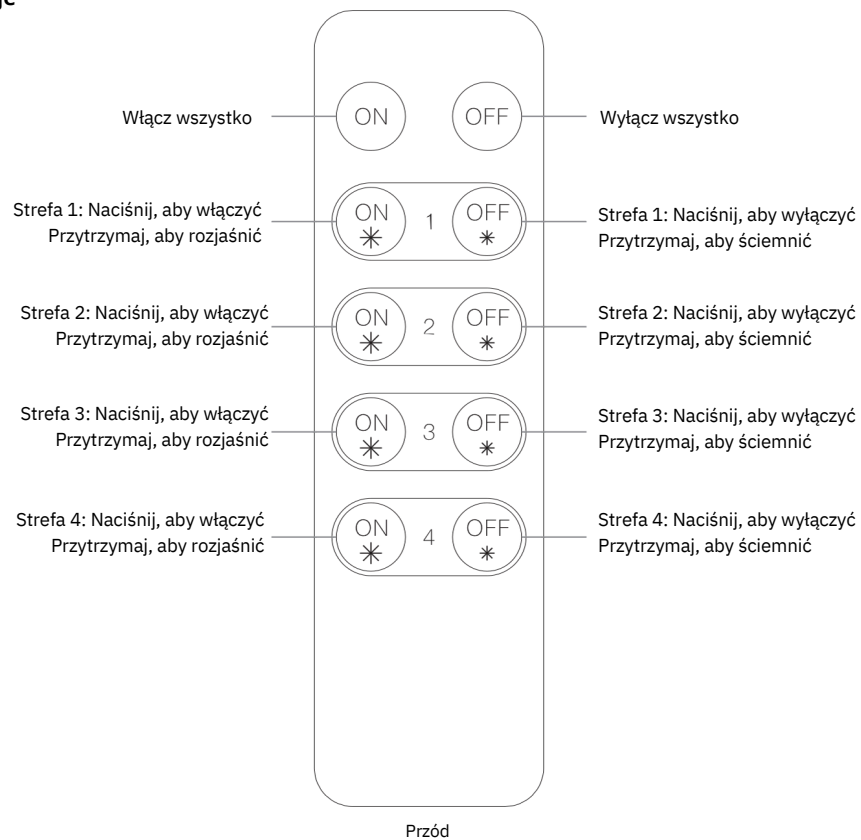 Włącz wszystko
ON
OFF
Wyłącz wszystko
Strefa 1: Naciśnij, aby włączyć
Przytrzymaj, aby rozjaśnić
ON
1
OFF
Strefa 1: Naciśnij, aby wyłączyć
Przytrzymaj, aby ściemnić
Strefa 2: Naciśnij, aby włączyć
Przytrzymaj, aby rozjaśnić
ON
2
OFF
Strefa 2: Naciśnij, aby wyłączyć
Przytrzymaj, aby ściemnić
Strefa 3: Naciśnij, aby włączyć
Przytrzymaj, aby rozjaśnić
ON
3
OFF
Strefa 3: Naciśnij, aby wyłączyć
Przytrzymaj, aby ściemnić
Strefa 4: Naciśnij, aby włączyć
Przytrzymaj, aby rozjaśnić
ON
4
OFF
Strefa 4: Naciśnij, aby wyłączyć
Przytrzymaj, aby ściemnić
Przód